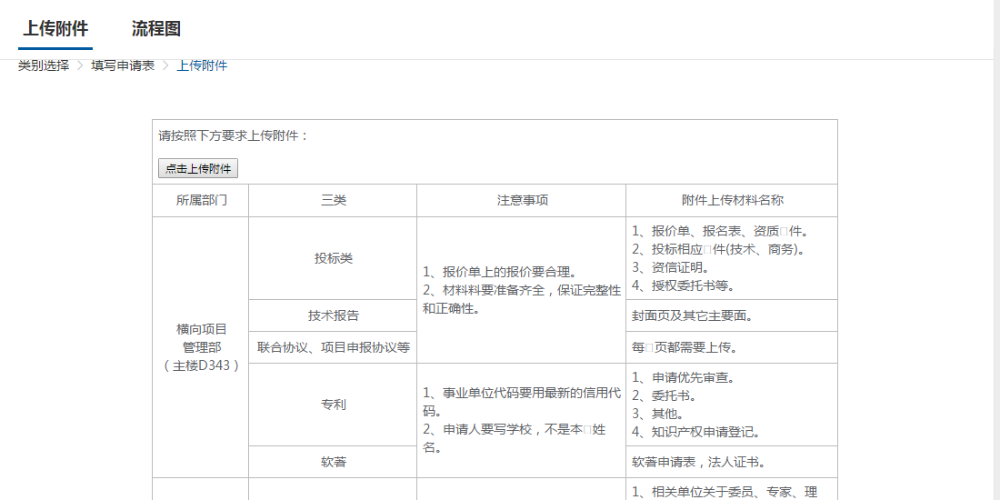 上传附件 流程图
类别选择 填写申请表 上传附件
请按照下方要求上传附件：
点击上传附件
所属部门 三类 注意事项 附件上传材料名称
横向项目
管理部
（主楼D343）
投标类
1、报价单上的报价要合理。
2、材料料要准备齐全，保证完整性
和正确性。
1、报价单、报名表、资质□件。
2、投标相应□件(技术、商务)。
3、资信证明。
4、授权委托书等。
技术报告
封面页及其它主要面。
联合协议、项目申报协议等
每□页都需要上传。
专利
1、事业单位代码要用最新的信用代
码。
2、申请人要写学校，不是本□姓
名。
1、申请优先审查。
2、委托书。
3、其他。
4、知识产权申请登记。
软著
软著申请表，法人证书。
1、相关单位关于委员、专家、理